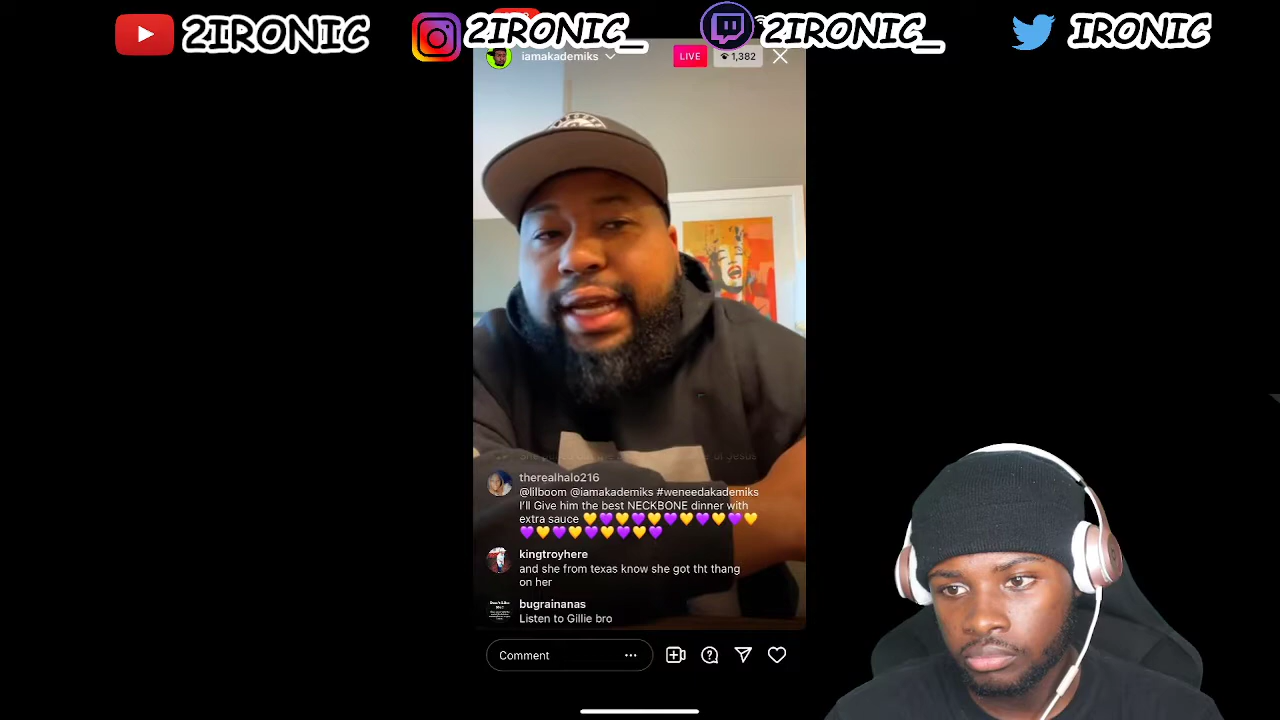 2IRONIC
2IRONIC_
2IRONIC_
IRONIC
iamakademiks
LIVE
1,382
therealhalo216
@lilboom @iamakademiks #weneedakademiks
I'll Give him the best NECKBONE dinner with
extra sauce 💛💜💛💜💛💜💛💜💛💜💛💜💛
💜💛💜💛💜💛💜💛💛💜
kingtroyhere
and she from texas know she got tht thang
on her
bugrainanas
Listen to Gillie bro
Comment